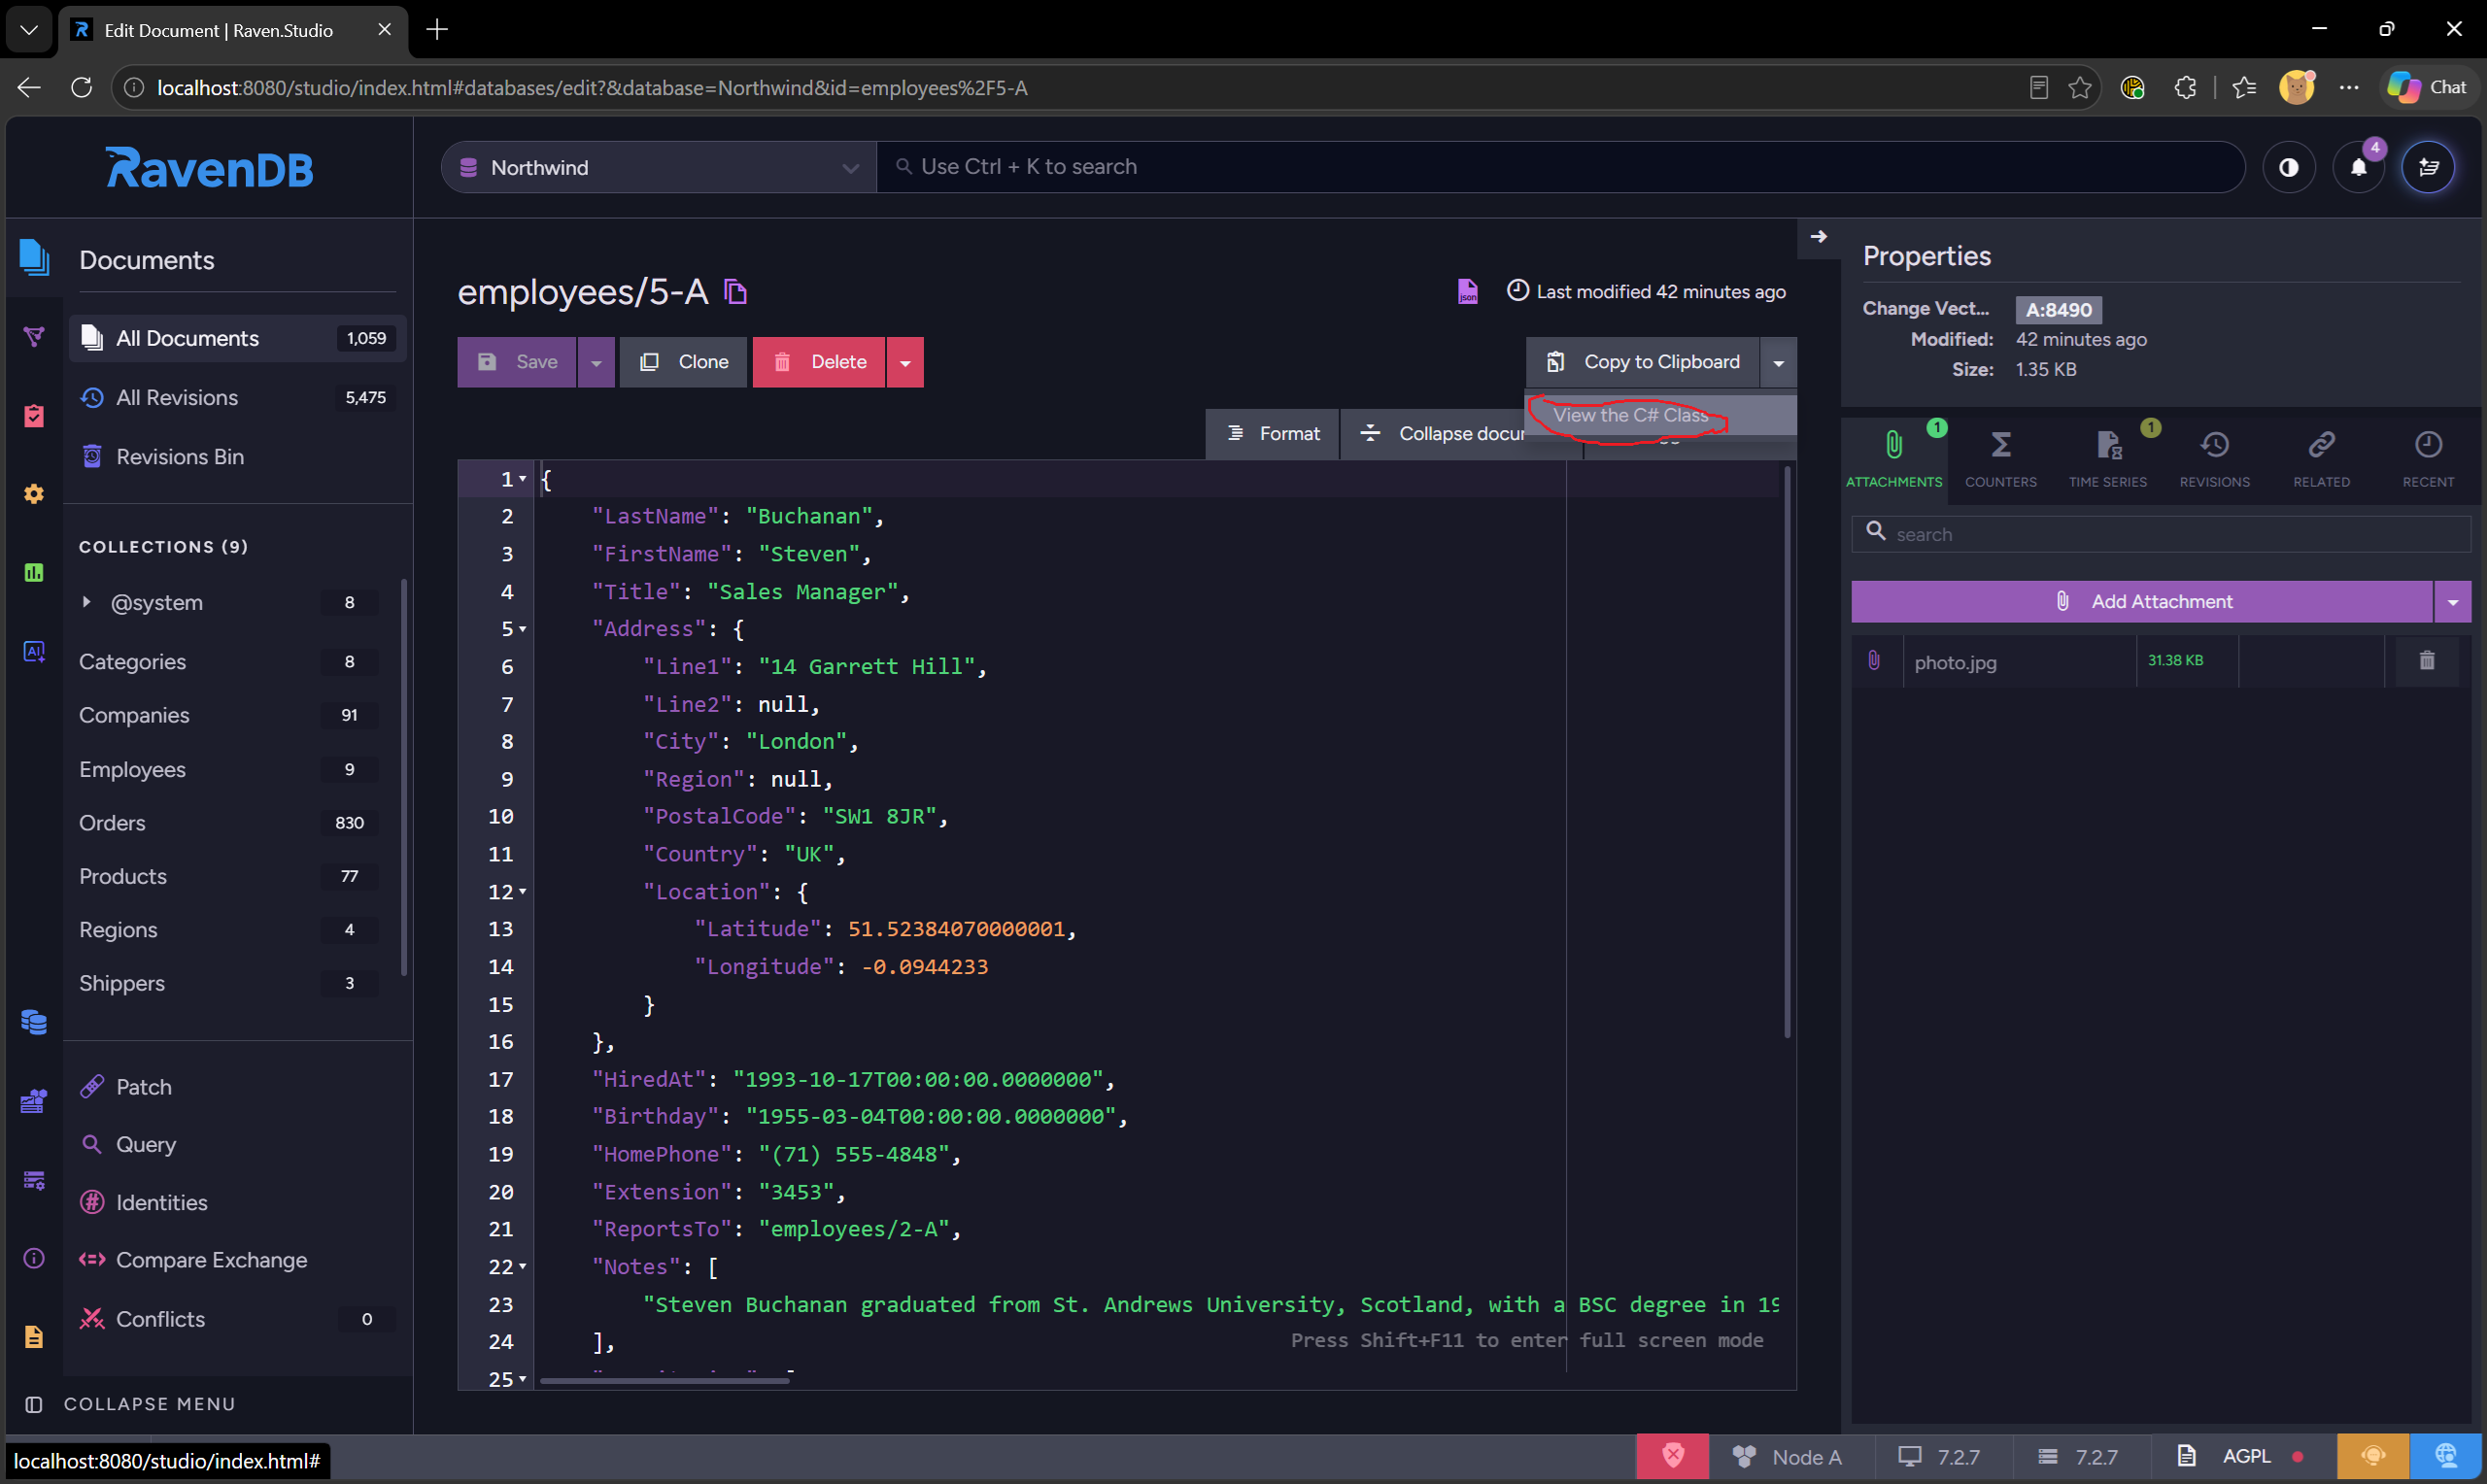 Edit Document | Raven.Studio
localhost:8080/studio/index.html#databases/edit?&database=Northwind&id=employees%2F5-A
Chat
RavenDB
Northwind
Use Ctrl + K to search
4
Documents
All Documents 1,059
All Revisions 5,475
Revisions Bin
COLLECTIONS (9)
@system 8
Categories 8
Companies 91
Employees 9
Orders 830
Products 77
Regions 4
Shippers 3
Patch
Query
Identities
Compare Exchange
Conflicts 0
COLLAPSE MENU
localhost:8080/studio/index.html#
employees/5-A
json
Last modified 42 minutes ago
Save
Clone
Delete
Copy to Clipboard
View the C# Class
Format
Collapse docu
1 {
2 "LastName": "Buchanan",
3 "FirstName": "Steven",
4 "Title": "Sales Manager",
5 "Address": {
6 "Line1": "14 Garrett Hill",
7 "Line2": null,
8 "City": "London",
9 "Region": null,
10 "PostalCode": "SW1 8JR",
11 "Country": "UK",
12 "Location": {
13 "Latitude": 51.52384070000001,
14 "Longitude": -0.0944233
15 }
16 },
17 "HiredAt": "1993-10-17T00:00:00.0000000",
18 "Birthday": "1955-03-04T00:00:00.0000000",
19 "HomePhone": "(71) 555-4848",
20 "Extension": "3453",
21 "ReportsTo": "employees/2-A",
22 "Notes": [
23 "Steven Buchanan graduated from St. Andrews University, Scotland, with a BSC degree in 19
24 ],
Press Shift+F11 to enter full screen mode
25
Properties
Change Vect... A:8490
Modified: 42 minutes ago
Size: 1.35 KB
1
1
ATTACHMENTS
COUNTERS
TIME SERIES
REVISIONS
RELATED
RECENT
search
Add Attachment
photo.jpg 31.38 KB
AI
Node A
7.2.7
7.2.7
AGPL